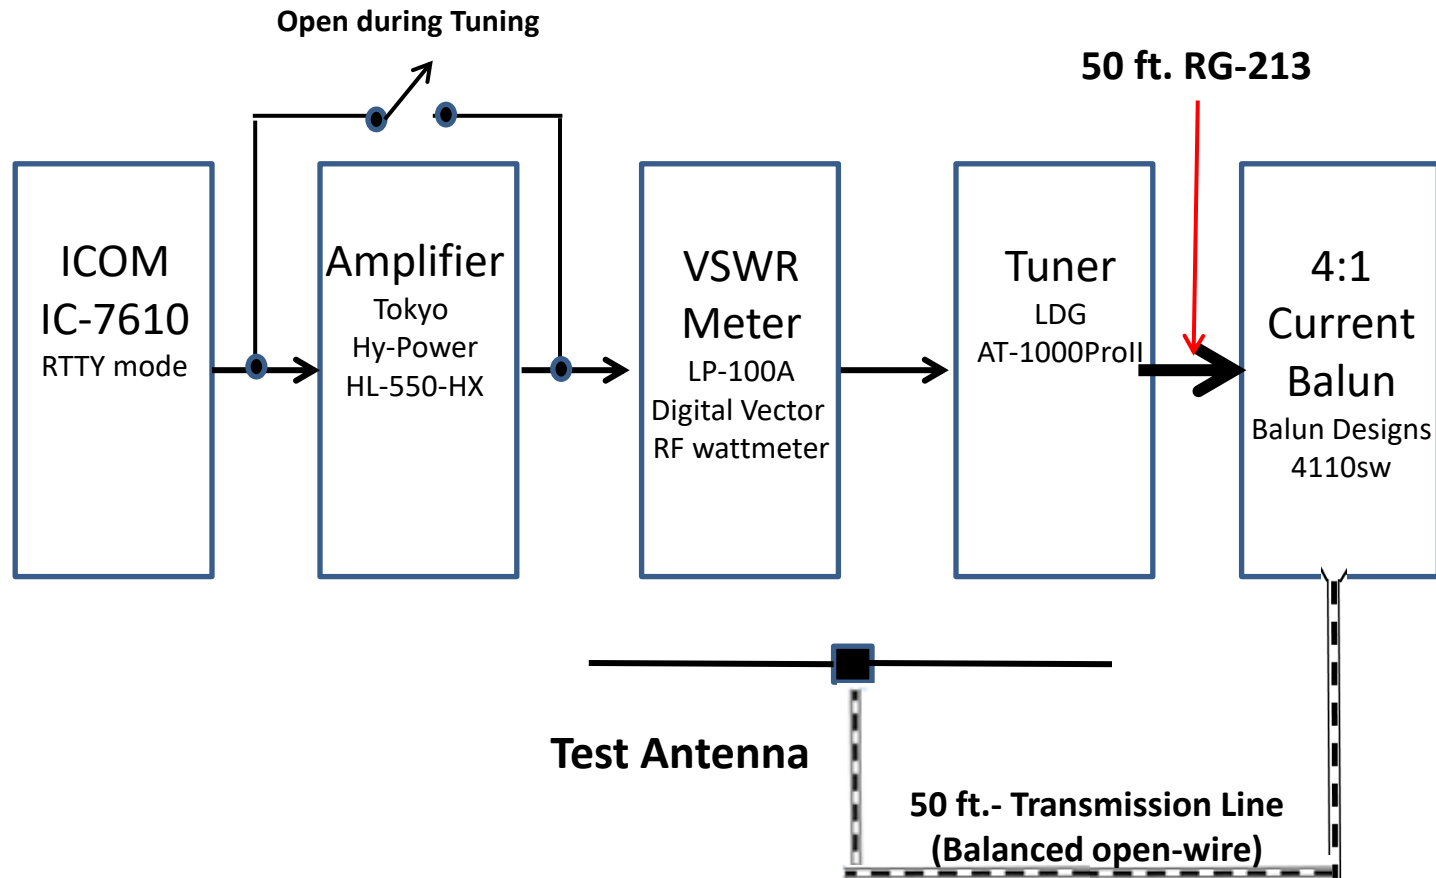 Open during Tuning
50 ft. RG-213
ICOM
IC-7610
RTTY mode
Amplifier
Tokyo
Hy-Power
HL-550-HX
VSWR
Meter
LP-100A
Digital Vector
RF wattmeter
Tuner
LDG
AT-1000ProII
4:1
Current
Balun
Balun Designs
4110sw
Test Antenna
50 ft.- Transmission Line
(Balanced open-wire)